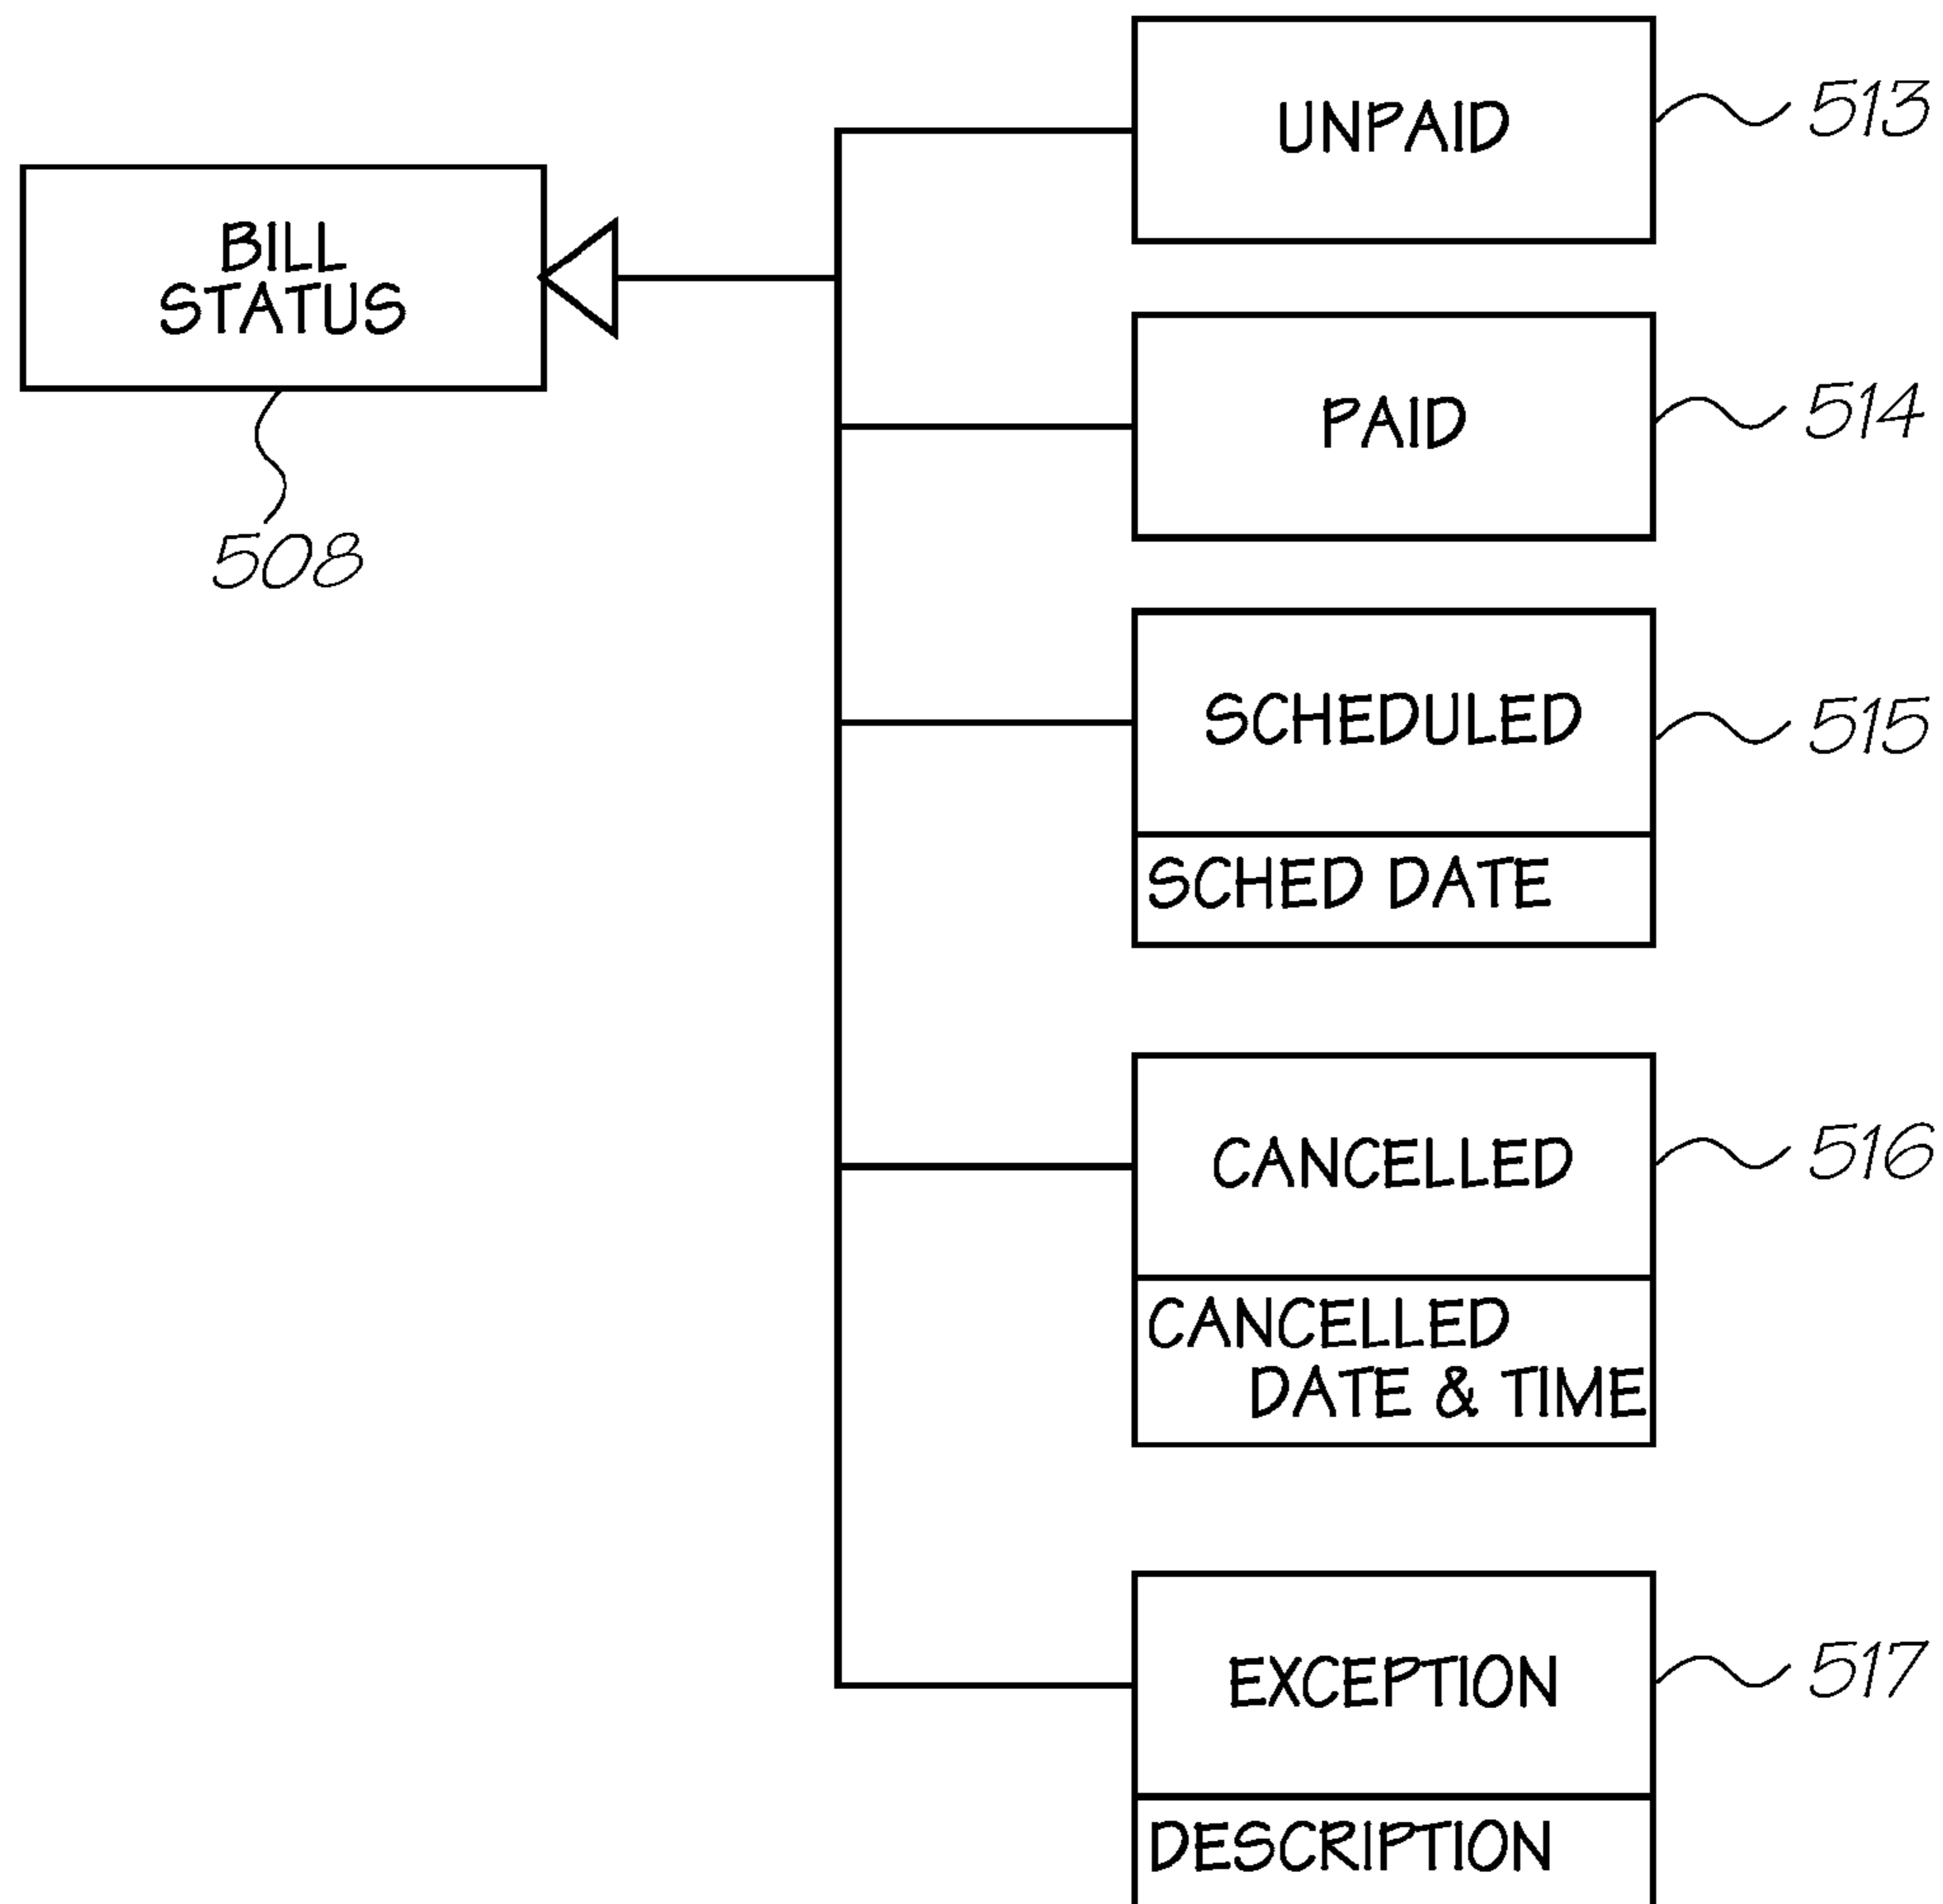 UNPAID
513
BILL
STATUS
508
PAID
514
SCHEDULED
515
SCHED DATE
CANCELLED
516
CANCELLED
DATE & TIME
EXCEPTION
517
DESCRIPTION